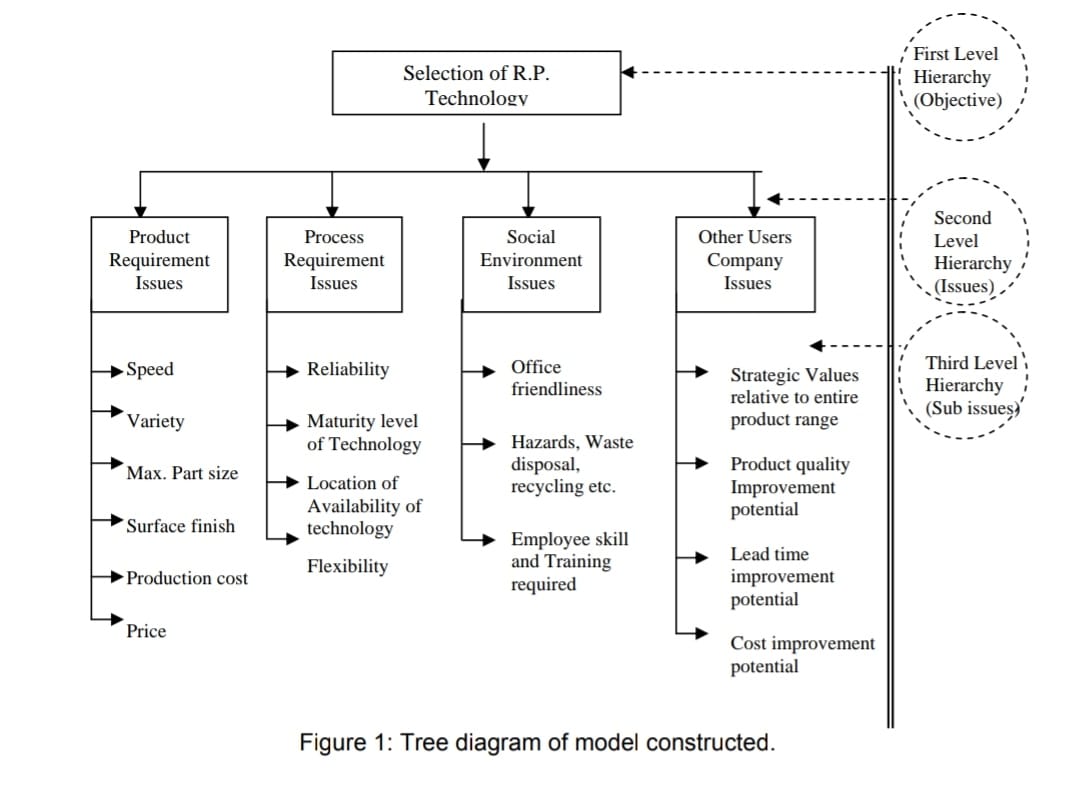 Selection of R.P.
Technology
First Level
Hierarchy
(Objective)
Second
Level
Hierarchy
(Issues)
Third Level
Hierarchy
(Sub issues)
Product
Requirement
Issues
Speed
Variety
Max. Part size
Surface finish
Production cost
Price
Process
Requirement
Issues
Reliability
Maturity level
of Technology
Location of
Availability of
technology
Flexibility
Social
Environment
Issues
Office
friendliness
Hazards, Waste
disposal,
recycling etc.
Employee skill
and Training
required
Other Users
Company
Issues
Strategic Values
relative to entire
product range
Product quality
Improvement
potential
Lead time
improvement
potential
Cost improvement
potential
Figure 1: Tree diagram of model constructed.